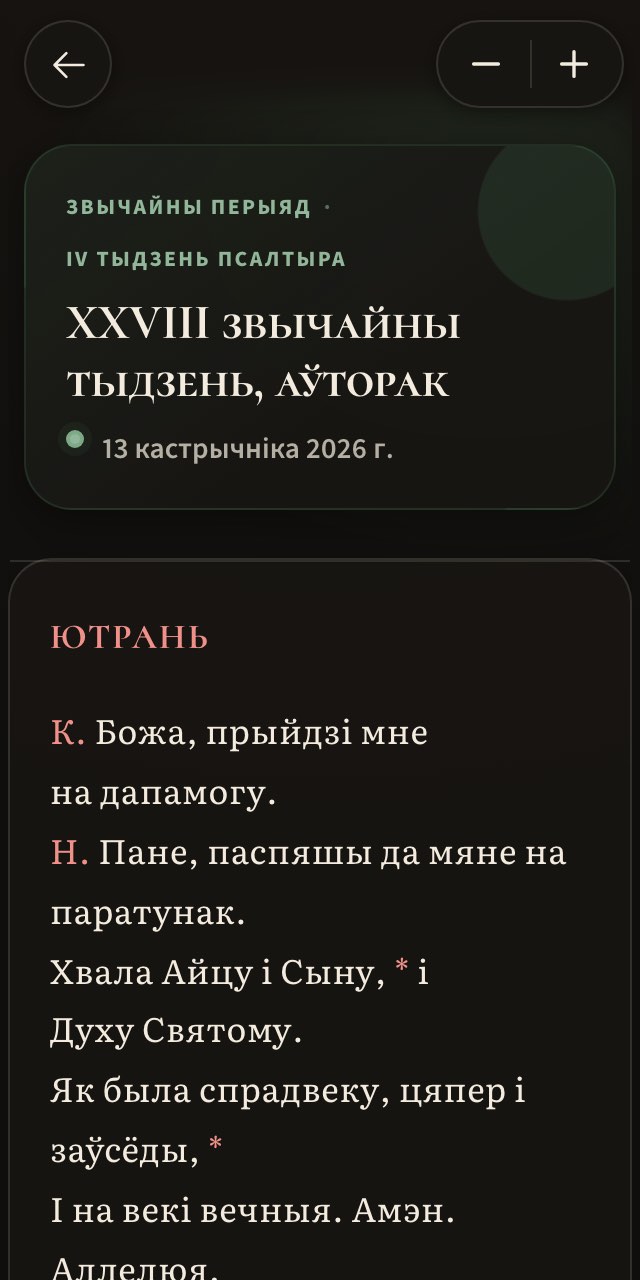 ЗВЫЧАЙНЫ ПЕРЫЯД ·
IV ТЫДЗЕНЬ ПСАЛТЫРА
XXVIII ЗВЫЧАЙНЫ
ТЫДЗЕНЬ, АЎТОРАК
13 кастрычніка 2026 г.
ЮТРАНЬ
К. Божа, прыйдзі мне
на дапамогу.
Н. Пане, паспяшы да мяне на
паратунак.
Хвала Айцу і Сыну, * і
Духу Святому.
Як была спрадвеку, цяпер і
заўсёды, *
І на векі вечныя. Амэн.
Аллелюя.